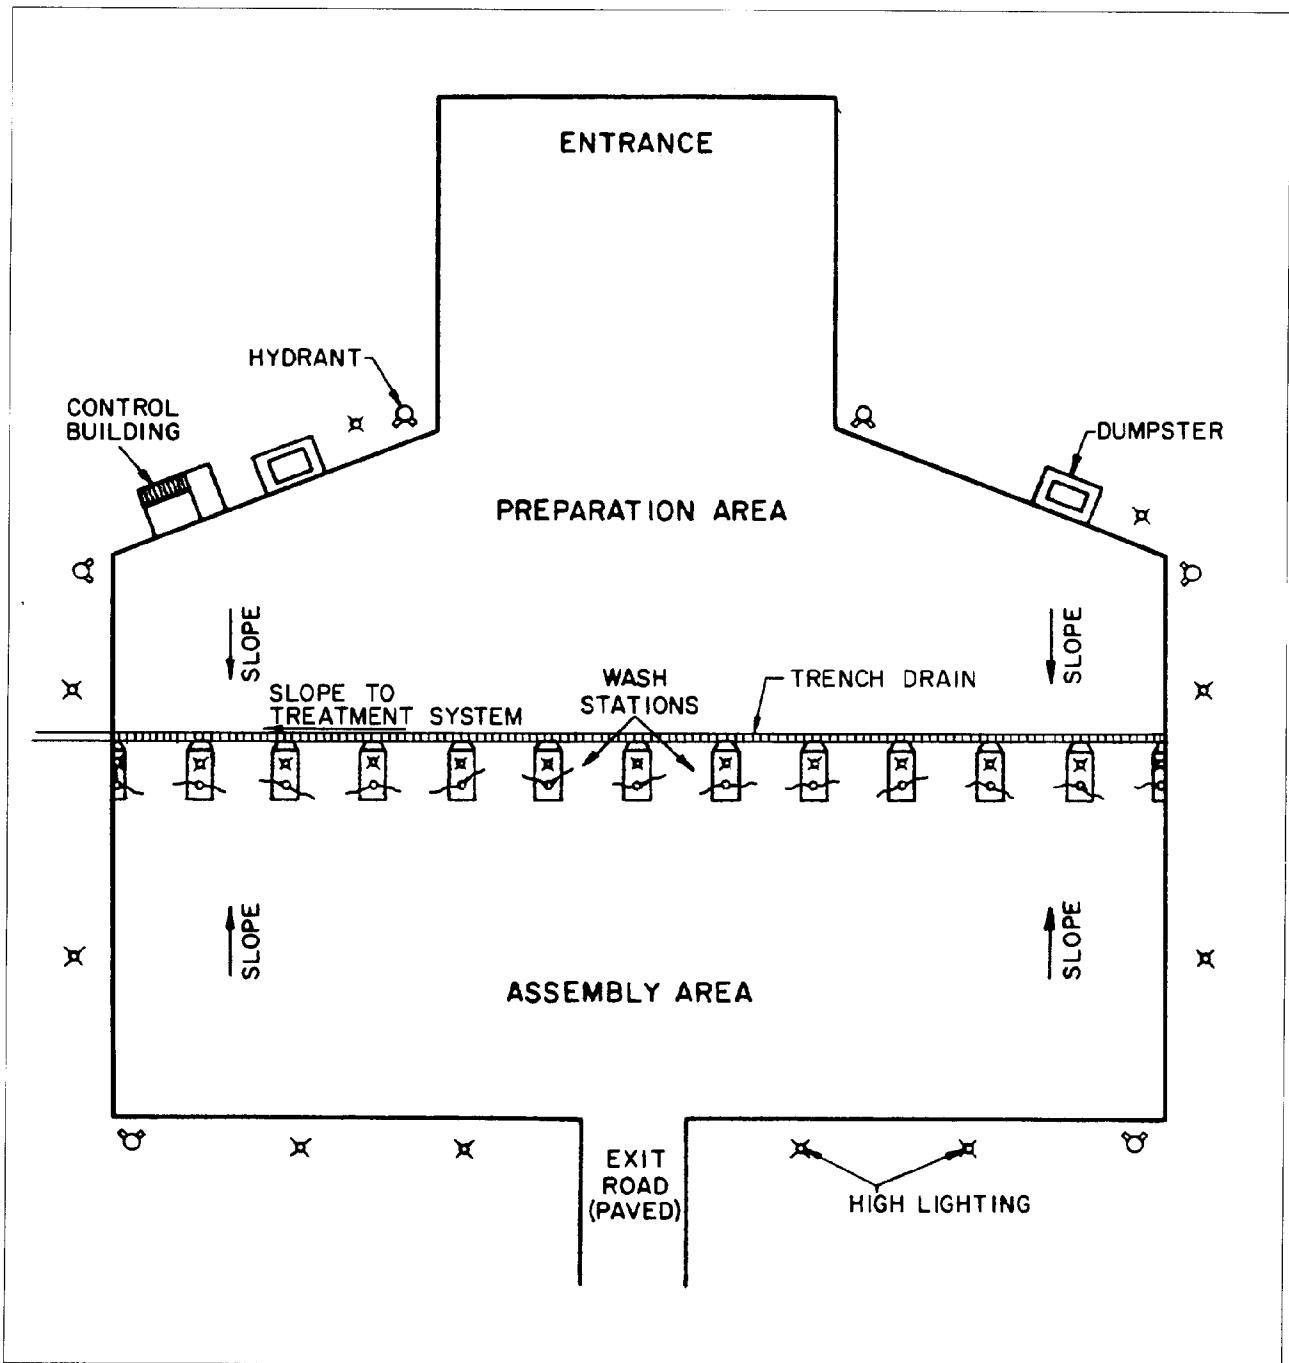 ENTRANCE
HYDRANT
CONTROL
BUILDING
DUMPSTER
PREPARATION AREA
SLOPE
SLOPE
WASH
STATIONS
TRENCH DRAIN
SLOPE TO
TREATMENT SYSTEM
SLOPE
SLOPE
ASSEMBLY AREA
EXIT
ROAD
(PAVED)
HIGH LIGHTING